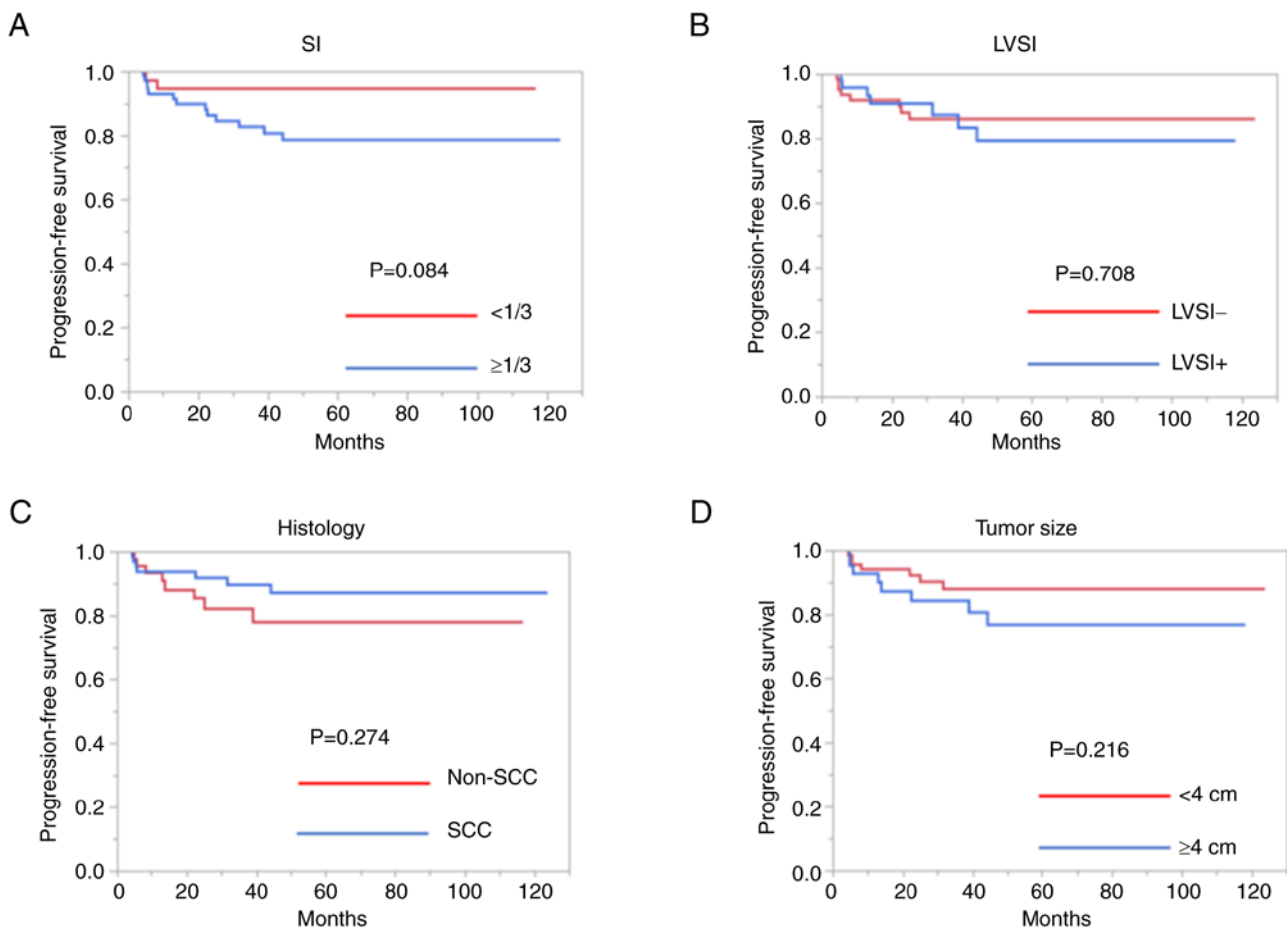 A
SI
Progression-free survival
1.0
0.8
0.6
0.4
0.2
0.0
P=0.084
<1/3
≥1/3
0 20 40 60 80 100 120
Months
B
LVSI
Progression-free survival
1.0
0.8
0.6
0.4
0.2
0.0
P=0.708
LVSI–
LVSI+
0 20 40 60 80 100 120
Months
C
Histology
Progression-free survival
1.0
0.8
0.6
0.4
0.2
0.0
P=0.274
Non-SCC
SCC
0 20 40 60 80 100 120
Months
D
Tumor size
Progression-free survival
1.0
0.8
0.6
0.4
0.2
0.0
P=0.216
<4 cm
≥4 cm
0 20 40 60 80 100 120
Months